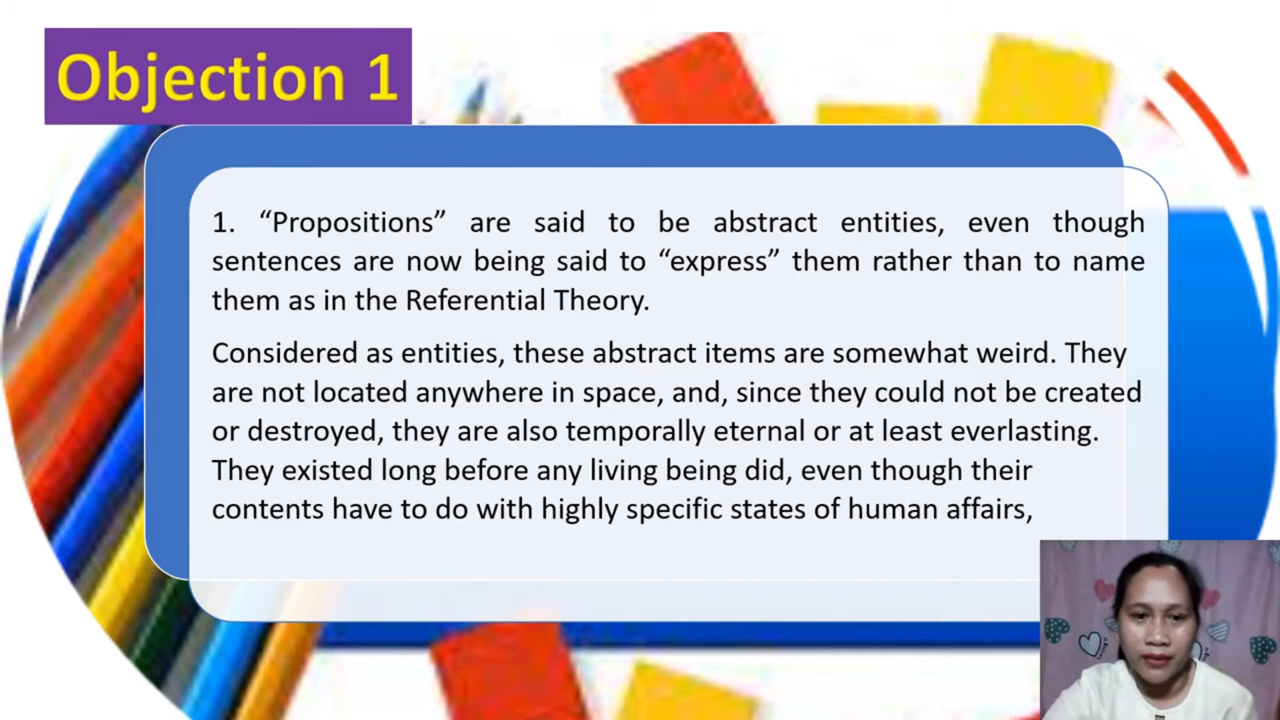 Objection 1
1. “Propositions” are said to be abstract entities, even though
sentences are now being said to “express” them rather than to name
them as in the Referential Theory.
Considered as entities, these abstract items are somewhat weird. They
are not located anywhere in space, and, since they could not be created
or destroyed, they are also temporally eternal or at least everlasting.
They existed long before any living being did, even though their
contents have to do with highly specific states of human affairs,